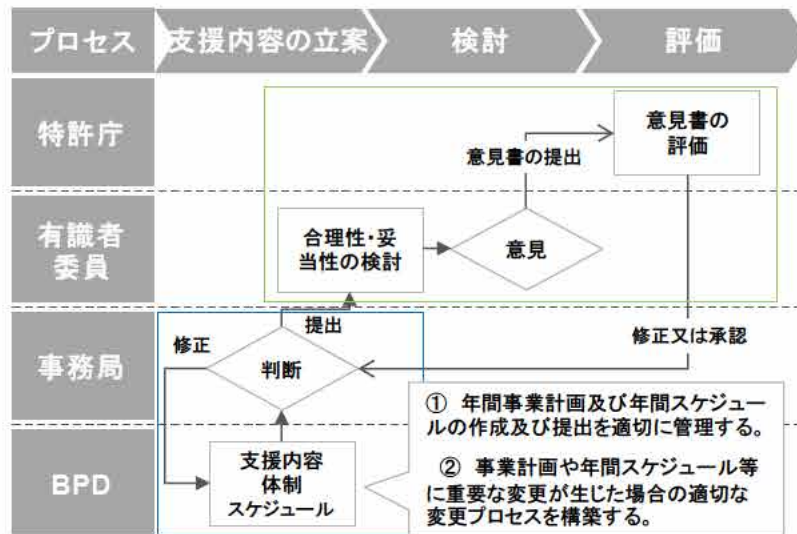 プロセス
支援内容の立案
検討
評価
特許庁
意見書の
評価
意見書の提出
有識者
委員
合理性・妥
当性の検討
意見
提出
修正
修正又は承認
事務局
判断
① 年間事業計画及び年間スケジュー
ルの作成及び提出を適切に管理する。
② 事業計画や年間スケジュール等
に重要な変更が生じた場合の適切な
変更プロセスを構築する。
BPD
支援内容
体制
スケジュール